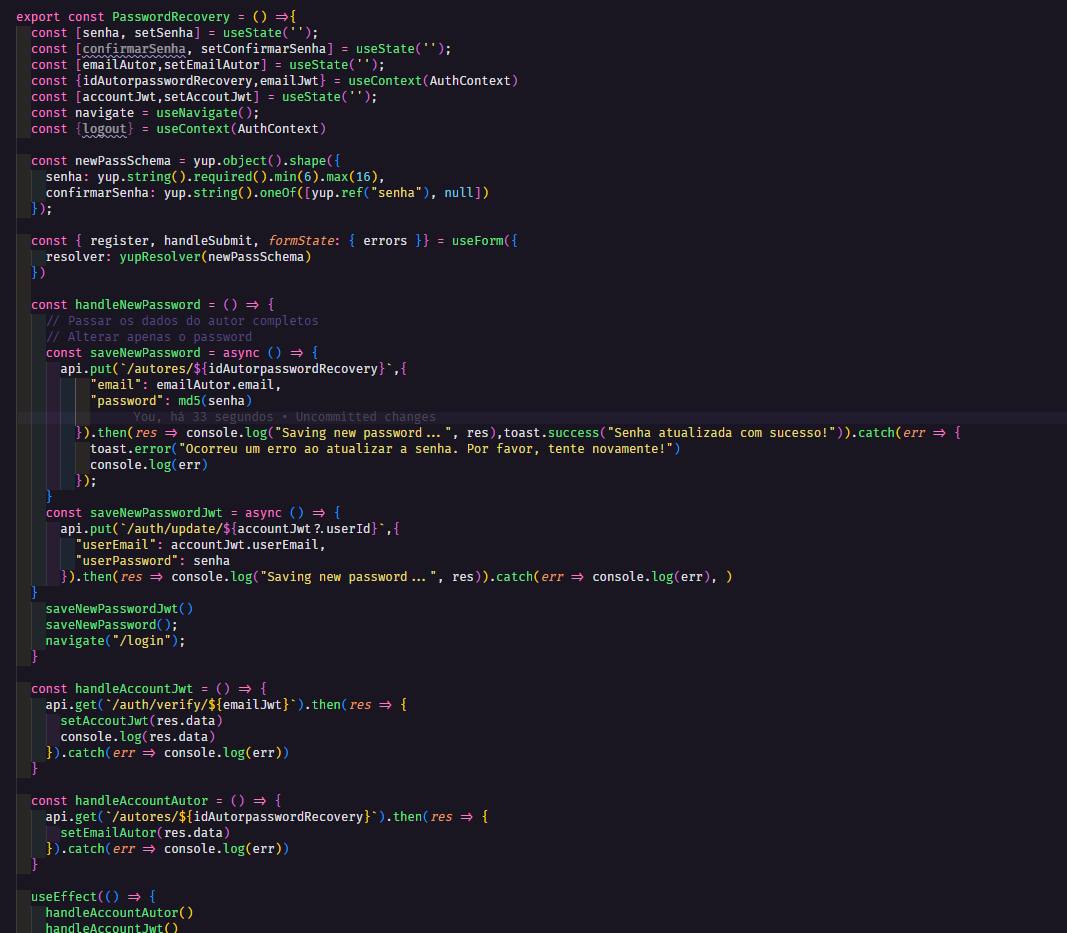 export const PasswordRecovery = () =>{
const [senha, setSenha] = useState('');
const [confirmarSenha, setConfirmarSenha] = useState('');
const [emailAutor,setEmailAutor] = useState('');
const {idAutorpasswordRecovery,emailJwt} = useContext(AuthContext)
const [accountJwt,setAccoutJwt] = useState('');
const navigate = useNavigate();
const {logout} = useContext(AuthContext)
const newPassSchema = yup.object().shape({
senha: yup.string().required().min(6).max(16),
confirmarSenha: yup.string().oneOf([yup.ref("senha"), null])
});
const { register, handleSubmit, formState: { errors }} = useForm({
resolver: yupResolver(newPassSchema)
})
const handleNewPassword = () => {
// Passar os dados do autor completos
// Alterar apenas o password
const saveNewPassword = async () => {
api.put(`/autores/${idAutorpasswordRecovery}`,{
"email": emailAutor.email,
"password": md5(senha)
You, há 33 segundos • Uncommitted changes
}).then(res => console.log("Saving new password...", res),toast.success("Senha atualizada com sucesso!")).catch(err => {
toast.error("Ocorreu um erro ao atualizar a senha. Por favor, tente novamente!")
console.log(err)
});
}
const saveNewPasswordJwt = async () => {
api.put(`/auth/update/${accountJwt?.userId}`,{
"userEmail": accountJwt.userEmail,
"userPassword": senha
}).then(res => console.log("Saving new password...", res)).catch(err => console.log(err), )
}
saveNewPasswordJwt()
saveNewPassword();
navigate("/login");
}
const handleAccountJwt = () => {
api.get(`/auth/verify/${emailJwt}`).then(res => {
setAccoutJwt(res.data)
console.log(res.data)
}).catch(err => console.log(err))
}
const handleAccountAutor = () => {
api.get(`/autores/${idAutorpasswordRecovery}`).then(res => {
setEmailAutor(res.data)
}).catch(err => console.log(err))
}
useEffect(() => {
handleAccountAutor()
handleAccountJwt()